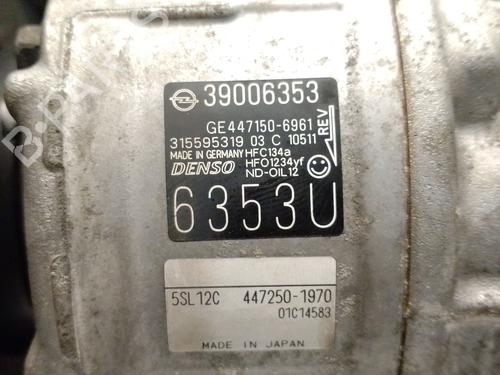 39006353
GE447150-6961
315595319 03 C 10511
REV
MADE IN GERMANY HFC134a
DENSO HFO1234yf
ND-OIL12
6353U
5SL12C 447250-1970
01C14583
MADE IN JAPAN
B-PARTS